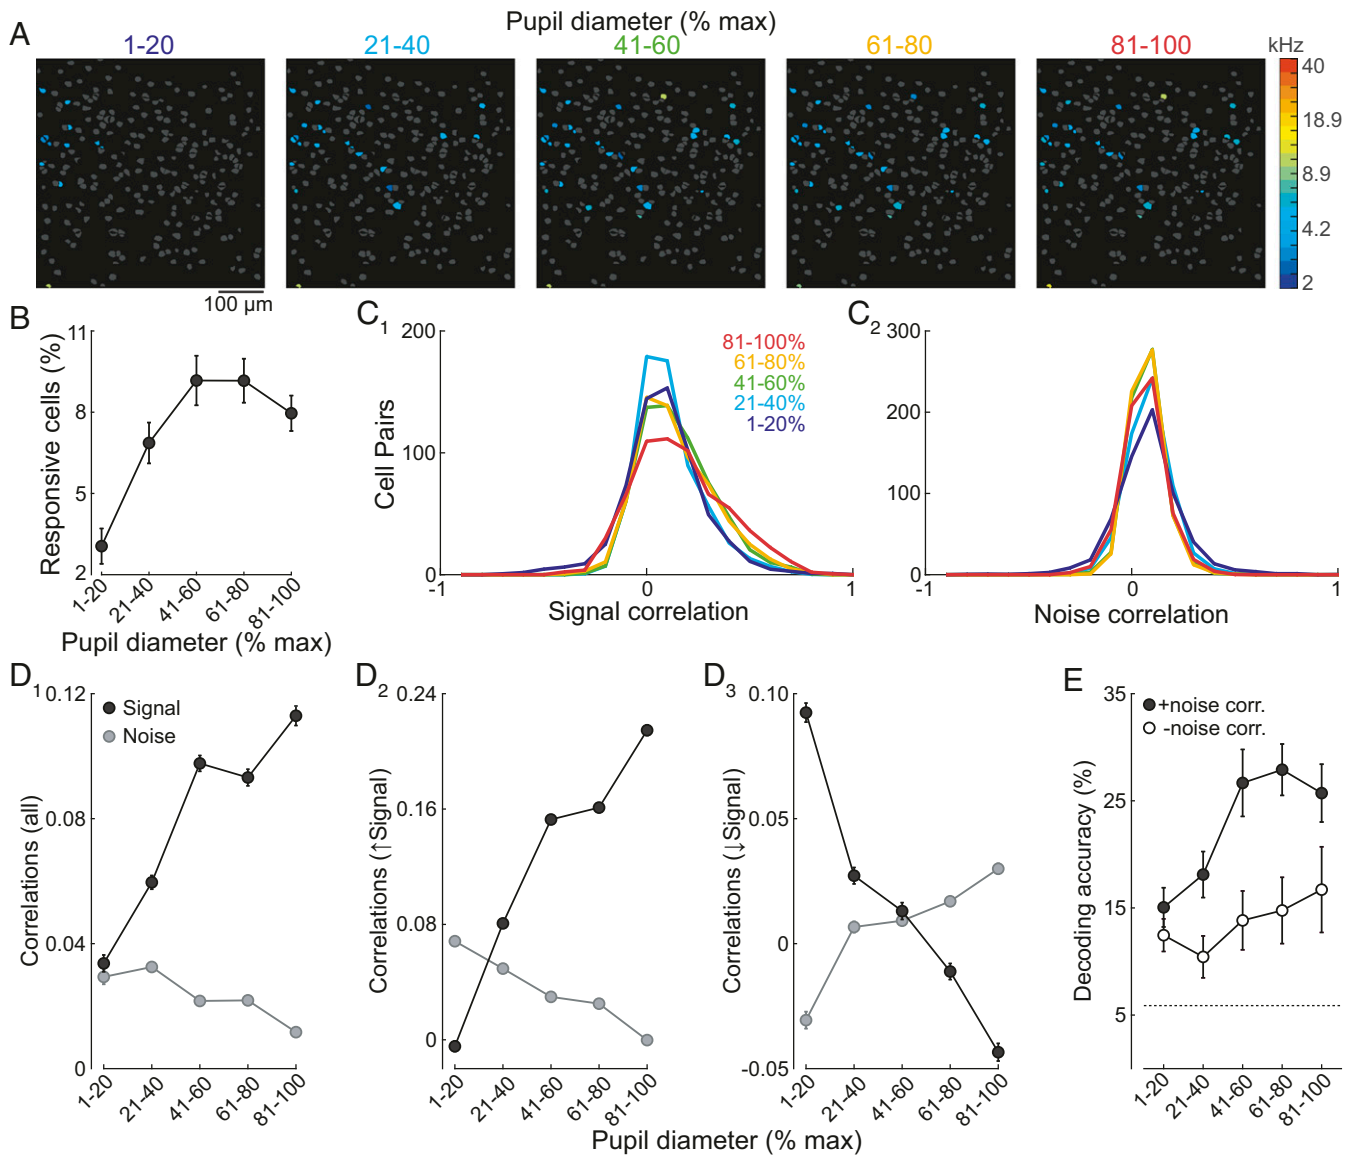 A
Pupil diameter (% max)
1-20
21-40
41-60
61-80
81-100
kHz
40
18.9
8.9
4.2
2
100 µm
B
Responsive cells (%)
11
8
5
2
1-20
21-40
41-60
61-80
81-100
Pupil diameter (% max)
C1
Cell Pairs
200
100
0
-1
0
1
Signal correlation
81-100%
61-80%
41-60%
21-40%
1-20%
C2
300
200
100
0
-1
0
1
Noise correlation
D1
Correlations (all)
0.12
0.08
0.04
0
Signal
Noise
1-20
21-40
41-60
61-80
81-100
D2
Correlations (↑Signal)
0.24
0.16
0.08
0
1-20
21-40
41-60
61-80
81-100
D3
Correlations (↓Signal)
0.10
0.05
0
-0.05
1-20
21-40
41-60
61-80
81-100
Pupil diameter (% max)
E
Decoding accuracy (%)
35
25
15
5
+noise corr.
-noise corr.
1-20
21-40
41-60
61-80
81-100